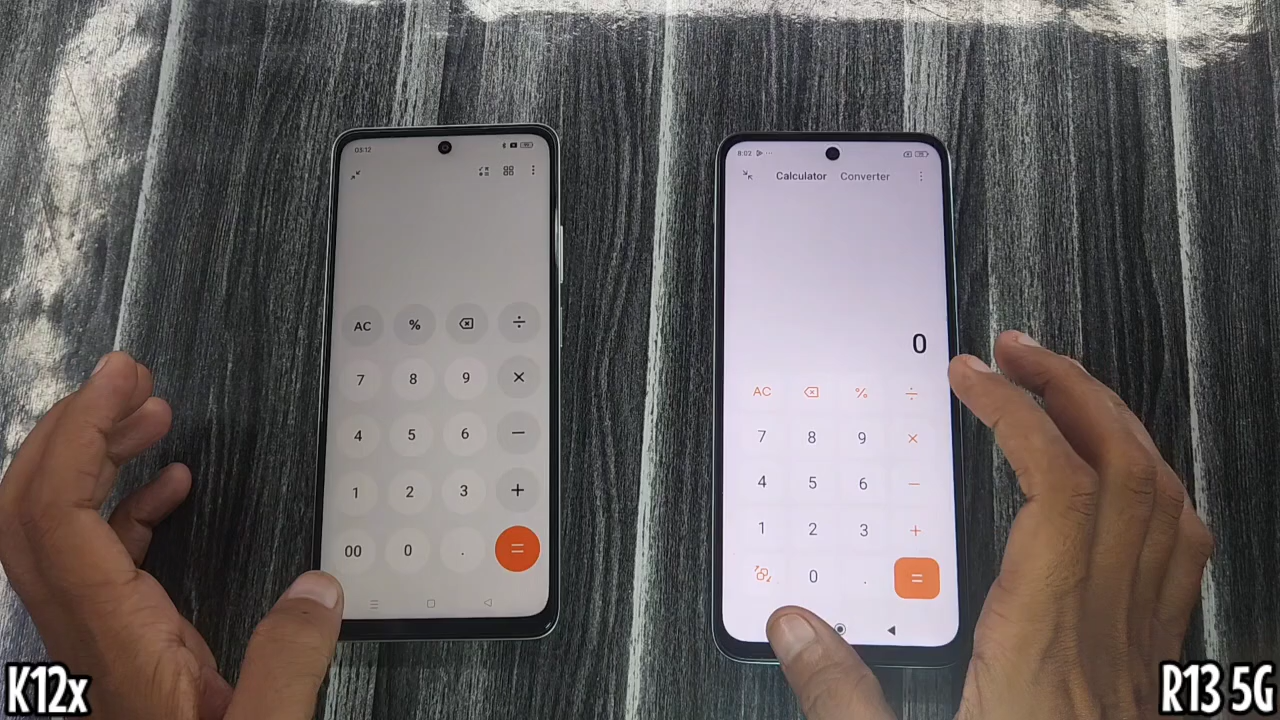 03:12
AC % ÷
7 8 9 ×
4 5 6 −
1 2 3 +
00 0 . =
8:02
Calculator Converter
0
AC % ÷
7 8 9 ×
4 5 6 −
1 2 3 +
0 . =
K12x
R13 5G